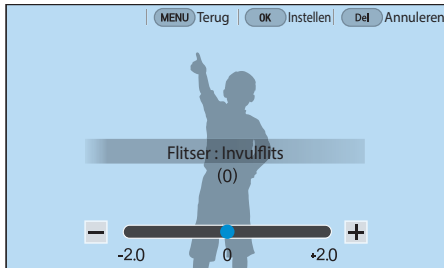 MENU Terug OK Instellen Del Annuleren
Flitser : Invulflits
(0)
- +
-2.0 0 +2.0